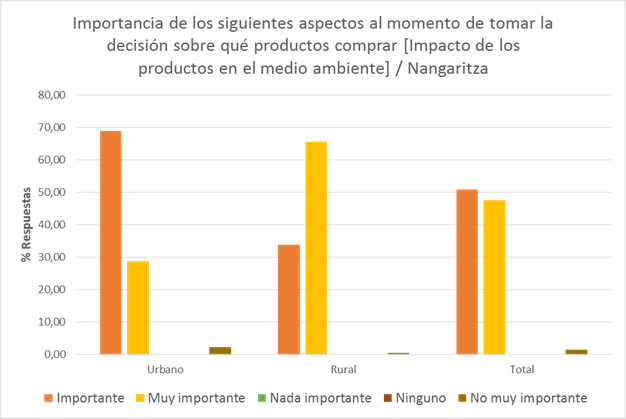 Importancia de los siguientes aspectos al momento de tomar la
decisión sobre qué productos comprar [Impacto de los
productos en el medio ambiente] / Nangaritza
80,00
70,00
60,00
50,00
40,00
30,00
20,00
10,00
0,00
% Respuestas
Urbano Rural Total
Importante Muy importante Nada importante Ninguno No muy importante